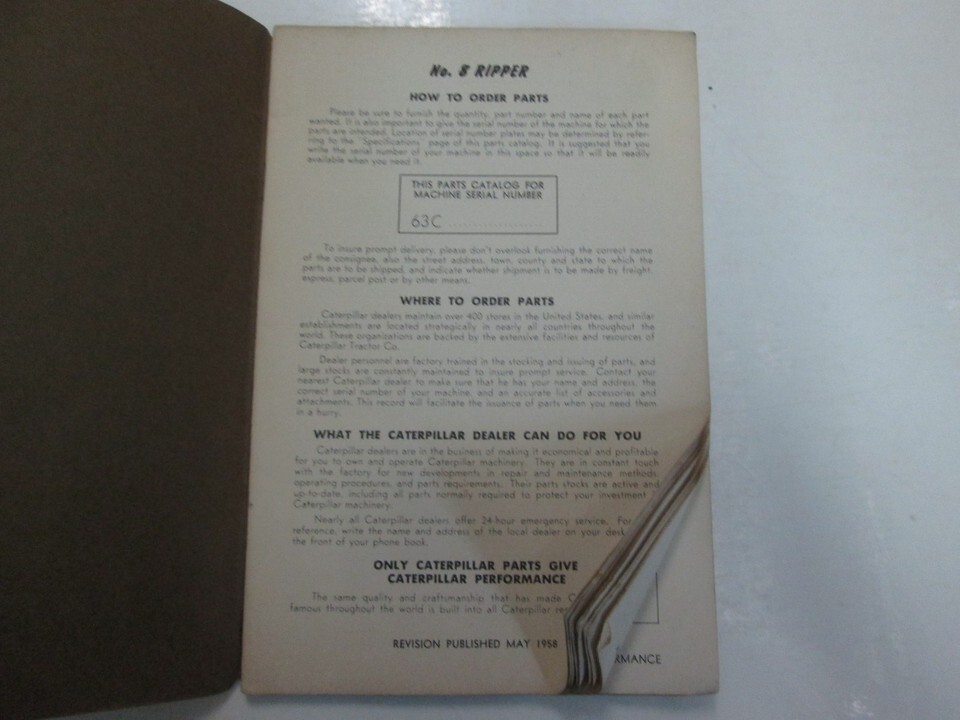 No. 8 RIPPER
HOW TO ORDER PARTS
Please be sure to furnish the quantity, part number and name of each part
wanted. It is also important to give the serial number of the machine for which the
parts are intended. Location of serial number plates may be determined by refer-
ring to the "Specifications" page of this parts catalog. It is suggested that you
write the serial number of your machine in this space so that it will be readily
available when you need it.
THIS PARTS CATALOG FOR
MACHINE SERIAL NUMBER
63C
To insure prompt delivery, please don't overlook furnishing the correct name
of the consignee, also the street address, town, county and state to which the
parts are to be shipped, and indicate whether shipment is to be made by freight,
express, parcel post or by other means.
WHERE TO ORDER PARTS
Caterpillar dealers maintain over 400 stores in the United States, and similar
establishments are located strategically in nearly all countries throughout the
world. These organizations are backed by the extensive facilities and resources of
Caterpillar Tractor Co.
Dealer personnel are factory trained in the stocking and issuing of parts, and
large stocks are constantly maintained to insure prompt service. Contact your
nearest Caterpillar dealer to make sure that he has your name and address, the
correct serial number of your machine, and an accurate list of accessories and
attachments. This record will facilitate the issuance of parts when you need them
in a hurry.
WHAT THE CATERPILLAR DEALER CAN DO FOR YOU
Caterpillar dealers are in the business of making it economical and profitable
for you to own and operate Caterpillar machinery. They are in constant touch
with the factory for new developments in repair and maintenance methods
operating procedures, and parts requirements. Their parts stocks are active and
up-to-date, including all parts normally required to protect your investment
Caterpillar machinery.
Nearly all Caterpillar dealers offer 24-hour emergency service. For
reference, write the name and address of the local dealer on your desk
the front of your phone book.
ONLY CATERPILLAR PARTS GIVE
CATERPILLAR PERFORMANCE
The same quality and craftsmanship that has made
famous throughout the world is built into all Caterpillar
REVISION PUBLISHED MAY 1958
RMANCE